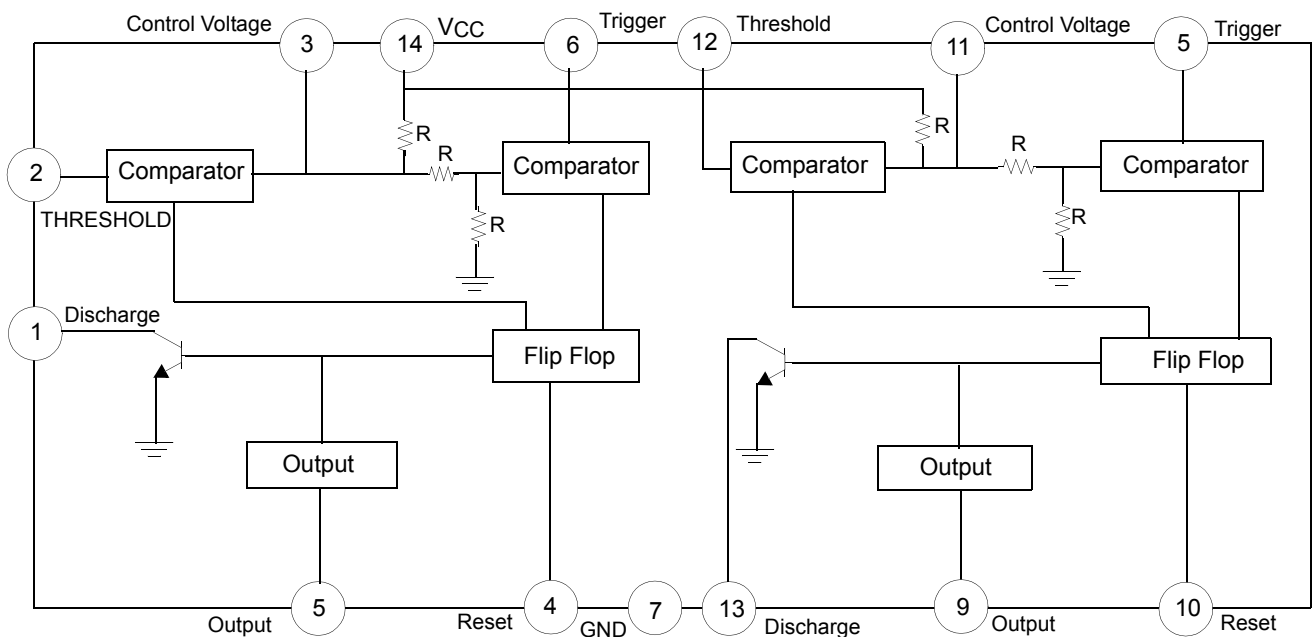 Control Voltage 3 14 VCC 6 Trigger 12 Threshold 11 Control Voltage 5 Trigger
R R
R R
2 Comparator Comparator Comparator Comparator
THRESHOLD R R
1 Discharge
Flip Flop Flip Flop
Output Output
Output 5 Reset 4 GND 7 13 Discharge 9 Output 10 Reset